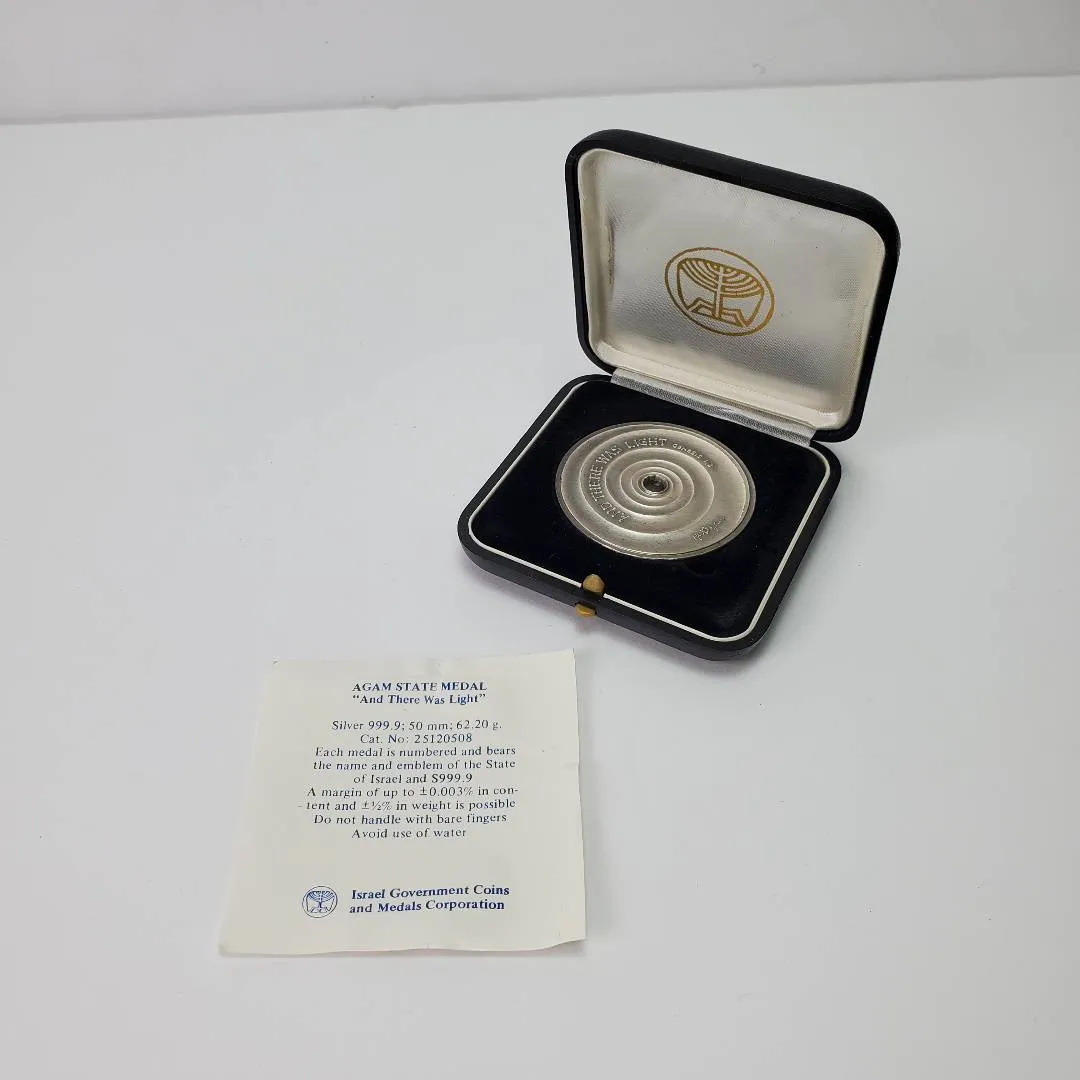 AND THERE WAS LIGHT Genesis 1,3
AGAM STATE MEDAL
"And There Was Light"
Silver 999.9; 50 mm; 62.20 g.
Cat. No: 25120508
Each medal is numbered and bears
the name and emblem of the State
of Israel and S999.9
A margin of up to ±0.003% in con-
- tent and ±½% in weight is possible
Do not handle with bare fingers
Avoid use of water
Israel Government Coins
and Medals Corporation